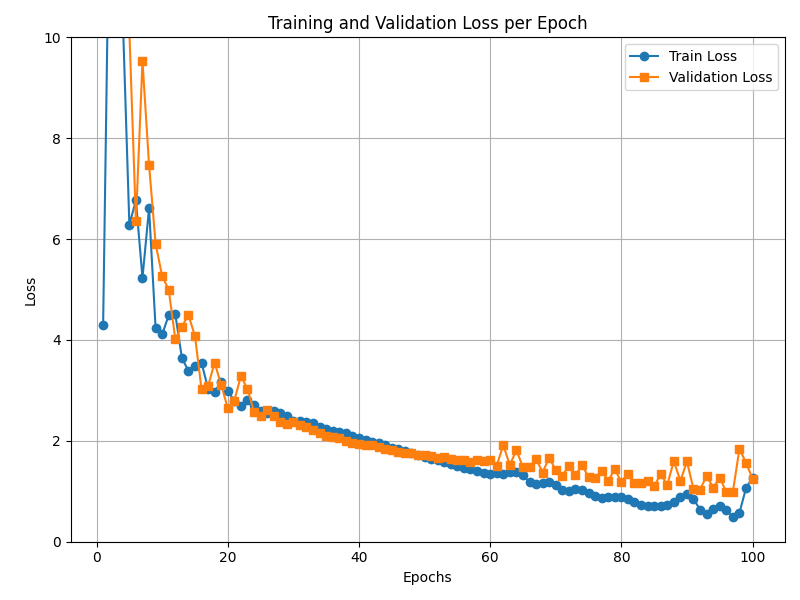 Training and Validation Loss per Epoch
Train Loss
Validation Loss
10
8
6
4
2
0
Loss
0 20 40 60 80 100
Epochs